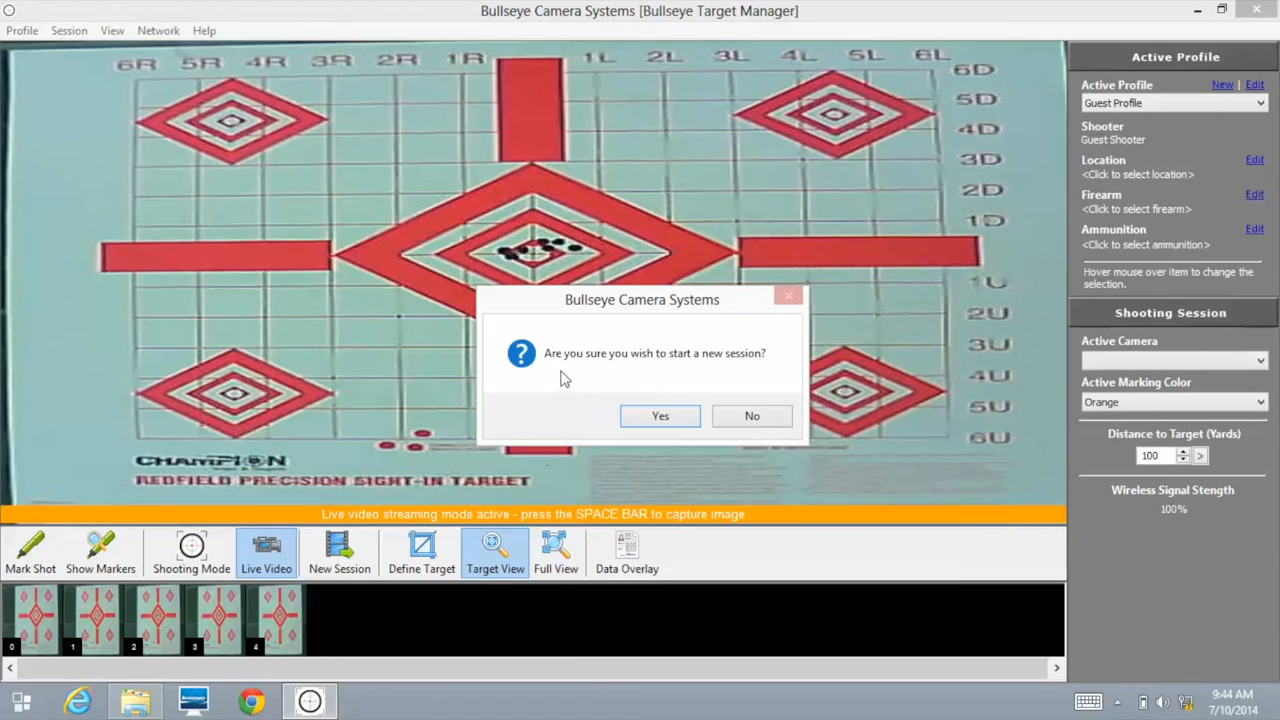 Bullseye Camera Systems [Bullseye Target Manager]
Profile Session View Network Help
6R 5R 4R 3R 2R 1R 1L 2L 3L 4L 5L 6L
6D
5D
4D
3D
2D
1D
1U
2U
3U
4U
5U
6U
CHAMPION
REDFIELD PRECISION SIGHT-IN TARGET
Bullseye Camera Systems
Are you sure you wish to start a new session?
Yes No
Live video streaming mode active - press the SPACE BAR to capture image
Mark Shot Show Markers Shooting Mode Live Video New Session Define Target Target View Full View Data Overlay
0 1 2 3 4
Active Profile
Active Profile New | Edit
Guest Profile
Shooter
Guest Shooter
Location Edit
<Click to select location>
Firearm Edit
<Click to select firearm>
Ammunition Edit
<Click to select ammunition>
Hover mouse over item to change the
selection.
Shooting Session
Active Camera
Active Marking Color
Orange
Distance to Target (Yards)
100 >
Wireless Signal Stength
100%
9:44 AM
7/10/2014